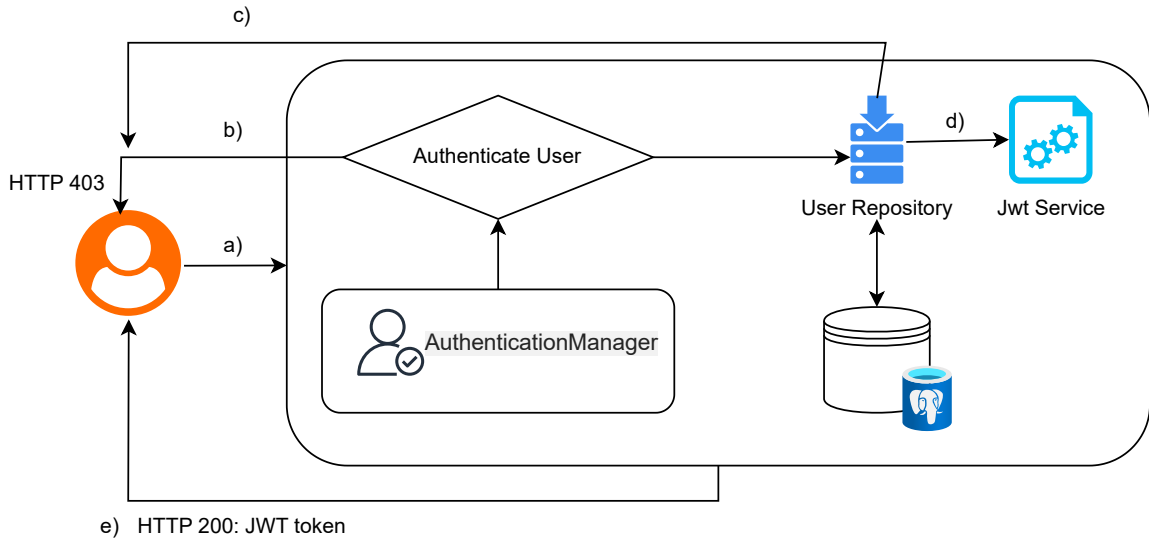 c)
b)
Authenticate User
d)
HTTP 403
User Repository
Jwt Service
a)
AuthenticationManager
e) HTTP 200: JWT token